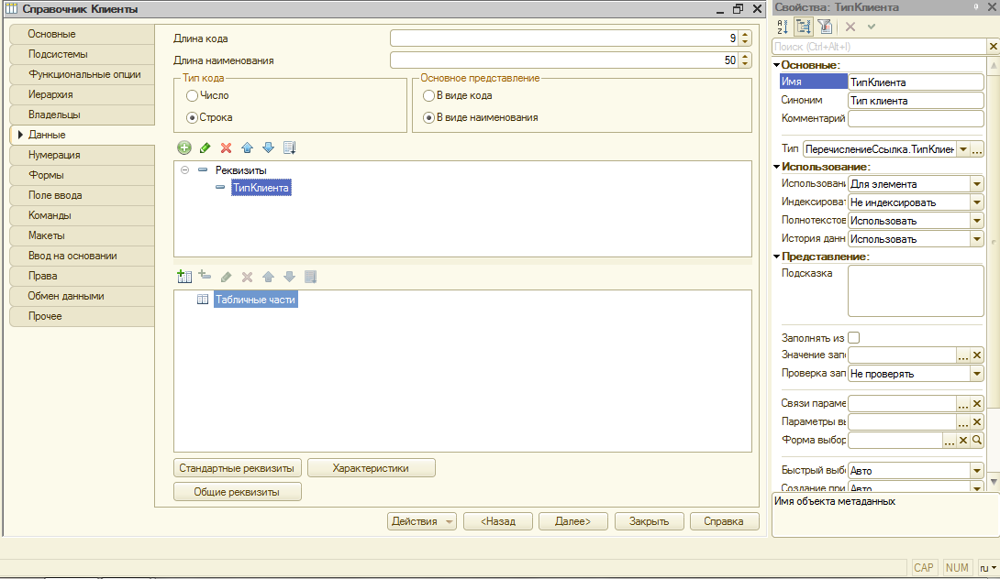 Справочник Клиенты
Основные
Подсистемы
Функциональные опции
Иерархия
Владельцы
Данные
Нумерация
Формы
Поле ввода
Команды
Макеты
Ввод на основании
Права
Обмен данными
Прочее
Длина кода 9
Длина наименования 50
Тип кода
Число
Строка
Основное представление
В виде кода
В виде наименования
Реквизиты
ТипКлиента
Табличные части
Стандартные реквизиты Характеристики
Общие реквизиты
Действия <Назад Далее> Закрыть Справка
Свойства: ТипКлиента
Поиск (Ctrl+Alt+I)
Основные:
Имя ТипКлиента
Синоним Тип клиента
Комментарий
Тип ПеречислениеСсылка.ТипКлиен ...
Использование:
Использован Для элемента
Индексироват Не индексировать
Полнотекстов Использовать
История данн Использовать
Представление:
Подсказка
Заполнять из
Значение запо ...
Проверка зап Не проверять
Связи параме ...
Параметры вы ...
Форма выбор ...
Быстрый выбо Авто
Создание при Авто
Имя объекта метаданных
CAP NUM ru